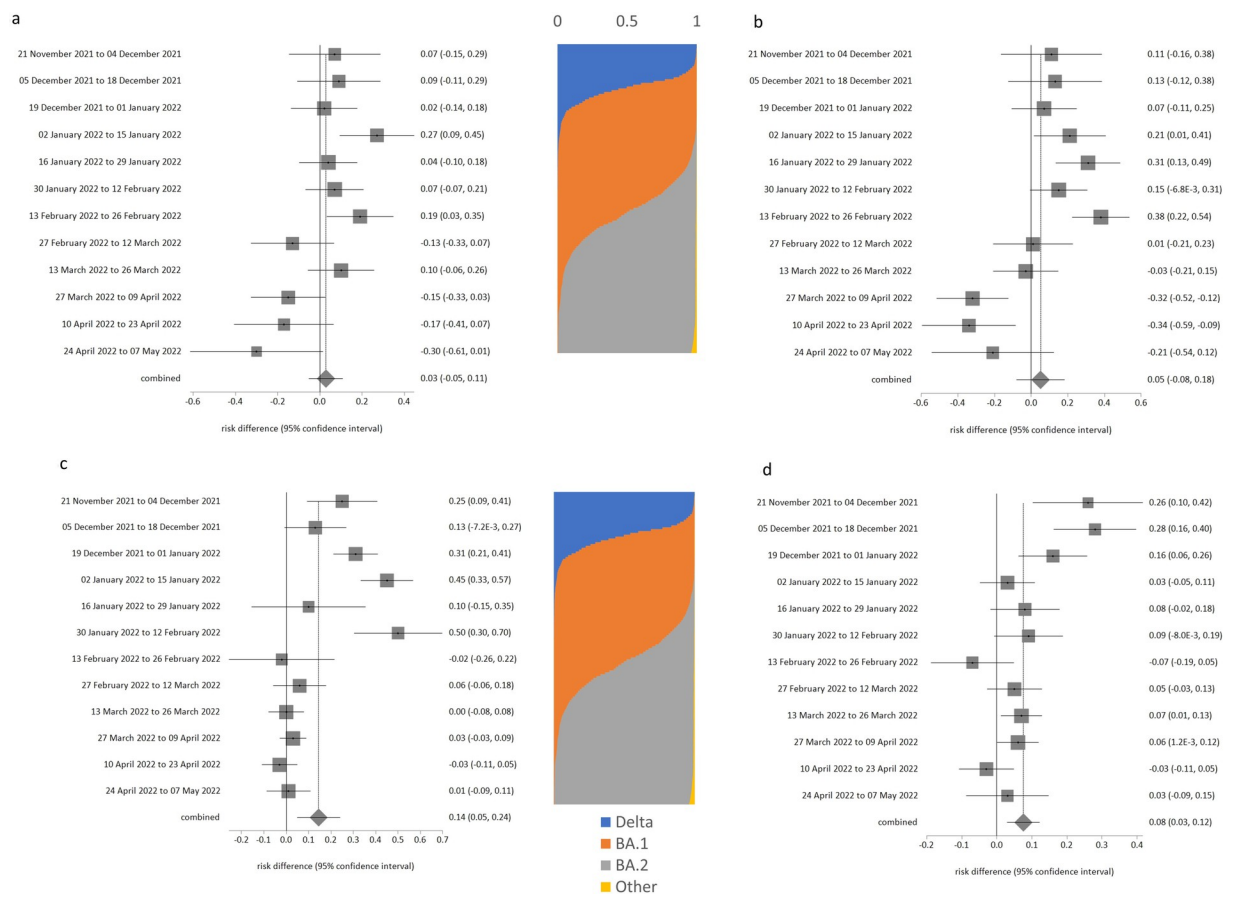 a
21 November 2021 to 04 December 2021 0.07 (-0.15, 0.29)
05 December 2021 to 18 December 2021 0.09 (-0.11, 0.29)
19 December 2021 to 01 January 2022 0.02 (-0.14, 0.18)
02 January 2022 to 15 January 2022 0.27 (0.09, 0.45)
16 January 2022 to 29 January 2022 0.04 (-0.10, 0.18)
30 January 2022 to 12 February 2022 0.07 (-0.07, 0.21)
13 February 2022 to 26 February 2022 0.19 (0.03, 0.35)
27 February 2022 to 12 March 2022 -0.13 (-0.33, 0.07)
13 March 2022 to 26 March 2022 0.10 (-0.06, 0.26)
27 March 2022 to 09 April 2022 -0.15 (-0.33, 0.03)
10 April 2022 to 23 April 2022 -0.17 (-0.41, 0.07)
24 April 2022 to 07 May 2022 -0.30 (-0.61, 0.01)
combined 0.03 (-0.05, 0.11)
-0.6 -0.4 -0.2 0.0 0.2 0.4
risk difference (95% confidence interval)
0 0.5 1
b
21 November 2021 to 04 December 2021 0.11 (-0.16, 0.38)
05 December 2021 to 18 December 2021 0.13 (-0.12, 0.38)
19 December 2021 to 01 January 2022 0.07 (-0.11, 0.25)
02 January 2022 to 15 January 2022 0.21 (0.01, 0.41)
16 January 2022 to 29 January 2022 0.31 (0.13, 0.49)
30 January 2022 to 12 February 2022 0.15 (-6.8E-3, 0.31)
13 February 2022 to 26 February 2022 0.38 (0.22, 0.54)
27 February 2022 to 12 March 2022 0.01 (-0.21, 0.23)
13 March 2022 to 26 March 2022 -0.03 (-0.21, 0.15)
27 March 2022 to 09 April 2022 -0.32 (-0.52, -0.12)
10 April 2022 to 23 April 2022 -0.34 (-0.59, -0.09)
24 April 2022 to 07 May 2022 -0.21 (-0.54, 0.12)
combined 0.05 (-0.08, 0.18)
-0.6 -0.4 -0.2 0.0 0.2 0.4 0.6
risk difference (95% confidence interval)
c
21 November 2021 to 04 December 2021 0.25 (0.09, 0.41)
05 December 2021 to 18 December 2021 0.13 (-7.2E-3, 0.27)
19 December 2021 to 01 January 2022 0.31 (0.21, 0.41)
02 January 2022 to 15 January 2022 0.45 (0.33, 0.57)
16 January 2022 to 29 January 2022 0.10 (-0.15, 0.35)
30 January 2022 to 12 February 2022 0.50 (0.30, 0.70)
13 February 2022 to 26 February 2022 -0.02 (-0.26, 0.22)
27 February 2022 to 12 March 2022 0.06 (-0.06, 0.18)
13 March 2022 to 26 March 2022 0.00 (-0.08, 0.08)
27 March 2022 to 09 April 2022 0.03 (-0.03, 0.09)
10 April 2022 to 23 April 2022 -0.03 (-0.11, 0.05)
24 April 2022 to 07 May 2022 0.01 (-0.09, 0.11)
combined 0.14 (0.05, 0.24)
-0.2 -0.1 0.0 0.1 0.2 0.3 0.4 0.5 0.6 0.7
risk difference (95% confidence interval)
Delta
BA.1
BA.2
Other
d
21 November 2021 to 04 December 2021 0.26 (0.10, 0.42)
05 December 2021 to 18 December 2021 0.28 (0.16, 0.40)
19 December 2021 to 01 January 2022 0.16 (0.06, 0.26)
02 January 2022 to 15 January 2022 0.03 (-0.05, 0.11)
16 January 2022 to 29 January 2022 0.08 (-0.02, 0.18)
30 January 2022 to 12 February 2022 0.09 (-8.0E-3, 0.19)
13 February 2022 to 26 February 2022 -0.07 (-0.19, 0.05)
27 February 2022 to 12 March 2022 0.05 (-0.03, 0.13)
13 March 2022 to 26 March 2022 0.07 (0.01, 0.13)
27 March 2022 to 09 April 2022 0.06 (1.2E-3, 0.12)
10 April 2022 to 23 April 2022 -0.03 (-0.11, 0.05)
24 April 2022 to 07 May 2022 0.03 (-0.09, 0.15)
combined 0.08 (0.03, 0.12)
-0.2 -0.1 0.0 0.1 0.2 0.3 0.4
risk difference (95% confidence interval)